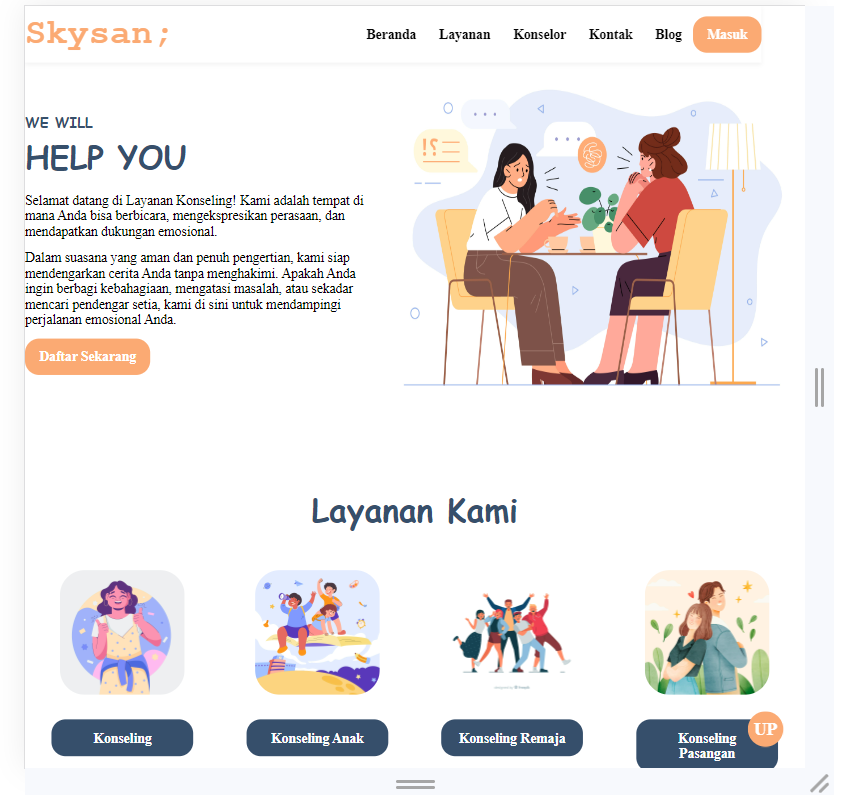 Skysan;
Beranda Layanan Konselor Kontak Blog Masuk
WE WILL
HELP YOU
Selamat datang di Layanan Konseling! Kami adalah tempat di
mana Anda bisa berbicara, mengekspresikan perasaan, dan
mendapatkan dukungan emosional.
Dalam suasana yang aman dan penuh pengertian, kami siap
mendengarkan cerita Anda tanpa menghakimi. Apakah Anda
ingin berbagi kebahagiaan, mengatasi masalah, atau sekadar
mencari pendengar setia, kami di sini untuk mendampingi
perjalanan emosional Anda.
Daftar Sekarang
Layanan Kami
Konseling
Konseling Anak
Konseling Remaja
Konseling
Pasangan
UP